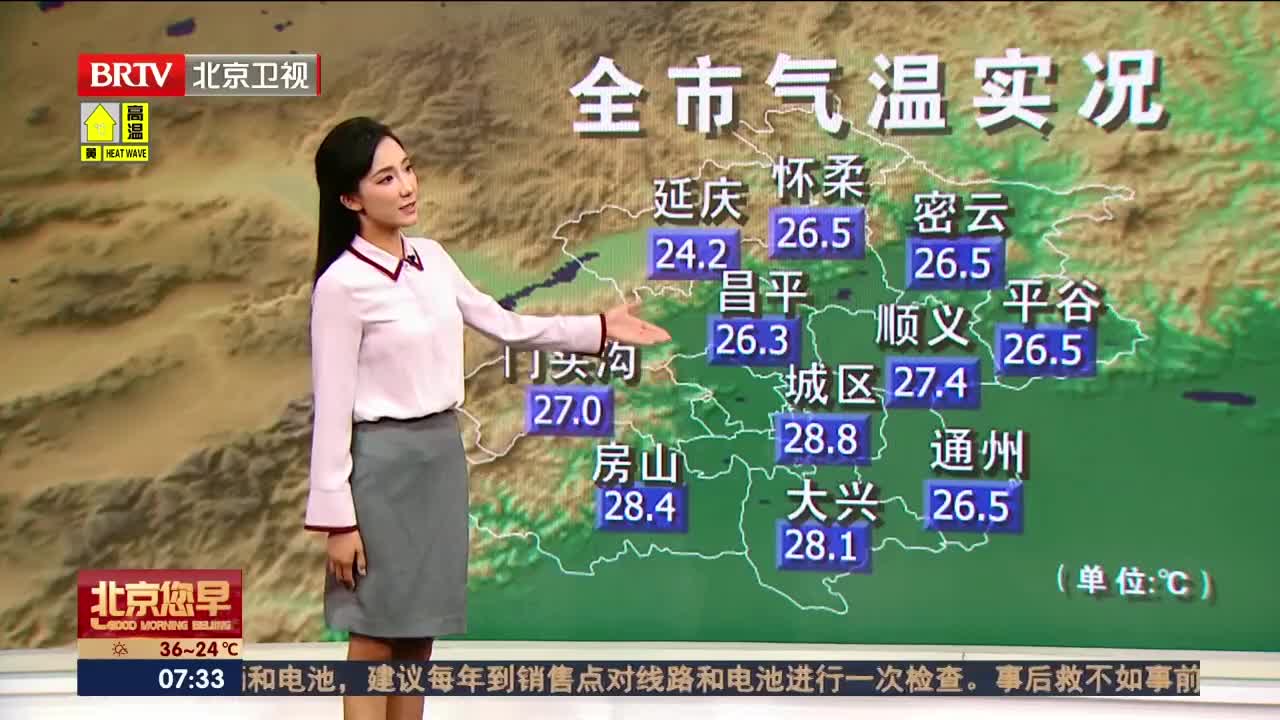 BRTV 北京卫视
高温
黄 HEAT WAVE
全市气温实况
怀柔
26.5
延庆
24.2
密云
26.5
昌平
26.3
平谷
26.5
顺义
27.4
门头沟
27.0
城区
28.8
房山
28.4
通州
26.5
大兴
28.1
(单位:℃)
北京您早
GOOD MORNING BEIJING
36~24℃
07:33
和电池，建议每年到销售点对线路和电池进行一次检查。事后救不如事前